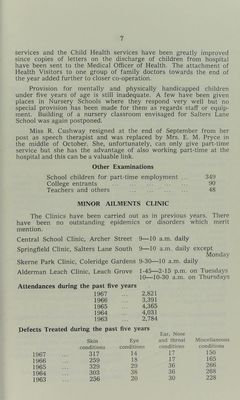 7
services and the Child Health services have been greatly improved
since copies of letters on the discharge of children from hospital
have been sent to the Medical Officer of Health. The attachment of
Health Visitors to one group of family doctors towards the end of
the year added further to closer co-operation.
Provision for mentally and physically handicapped children
under five years of age is still inadequate. A few have been given
places in Nursery Schools where they respond very well but no
special provision has been made for them as regards staff or equip-
ment. Building of a nursery classroom envisaged for Salters Lane
School was again postponed.
Miss R. Cushway resigned at the end of September from her
post as speech therapist and was replaced by Mrs. E. M. Pryce in
the middle of October. She, unfortunately, can only give part-time
service but she has the advantage of also working part-time at the
hospital and this can be a valuable link.
Other Examinations
School children for part-time employment ... 349
College entrants ... ... ... ... 90
Teachers and others ... ... ... ... 48
MINOR AILMENTS CLINIC
The Clinics have been carried out as in previous years. There
have been no outstanding epidemics or disorders which merit
mention.
Central School Clinic, Archer Street 9—10 a.m. daily
Springfield Clinic, Salters Lane South 9—10 a.m. daily except
Monday
Skerne Park Clinic, Coleridge Gardens 9-30—10 a.m. daily
Alderman Leach Clinic, Leach Grove 1-45—2-15 p.m. on Tuesdays
10—10-30 a.m. on Thursdays
Attendances during the past five years
1967 ... 2,821
1966 ... 3,391
1965 ... 4,365
1964 ... 4,031
1963 ... 2,784
Defects Treated during the past five years
Skin conditions Eye conditions Ear, Nose and throat conditions Miscellaneous conditions
1967 ... 317 14 17 150
1966 ... 259 18 17 165
1965 ... 329 29 36 266
1964 ... 303 38 36 268
1963 ... 256 20 30 228